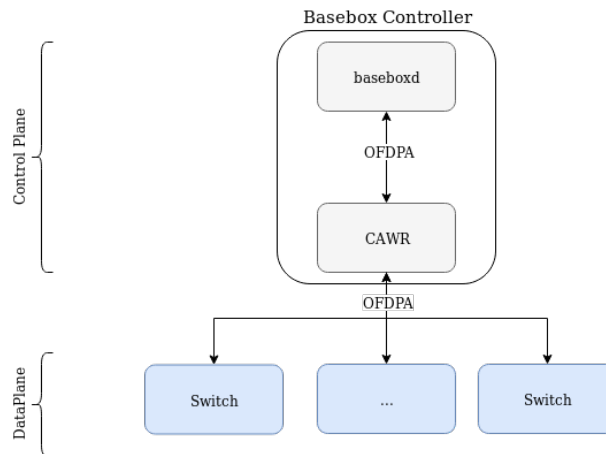 Basebox Controller
baseboxd
Control Plane
OFDPA
CAWR
OFDPA
DataPlane
Switch
...
Switch